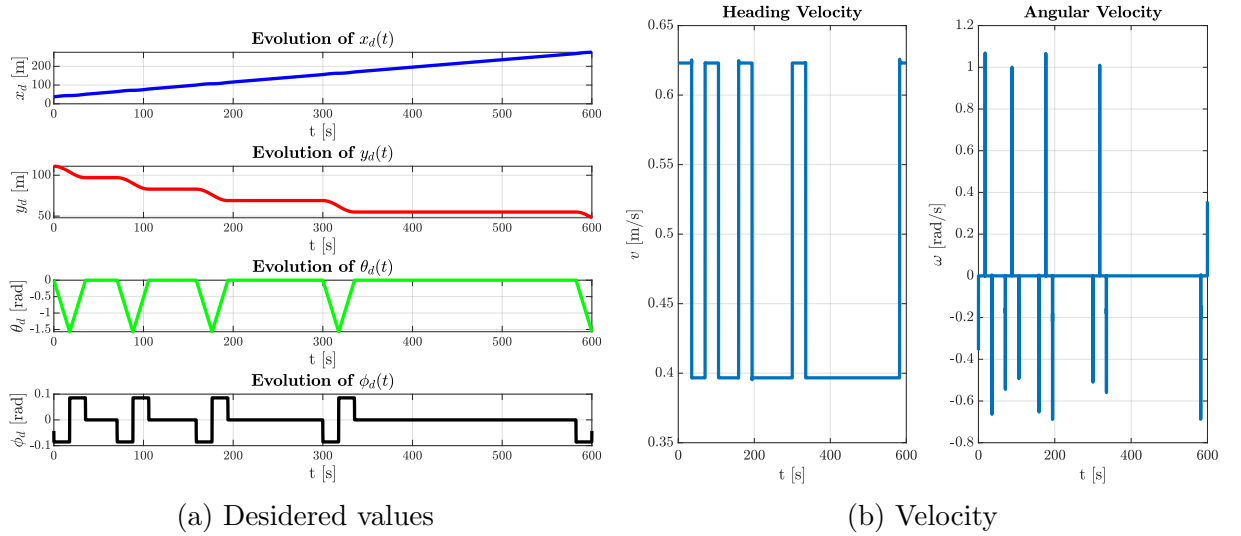 Evolution of x_d(t)
200
100
0
x_d [m]
0 100 200 300 400 500 600
t [s]
Evolution of y_d(t)
100
50
y_d [m]
0 100 200 300 400 500 600
t [s]
Evolution of θ_d(t)
0
-0.5
-1
-1.5
θ_d [rad]
0 100 200 300 400 500 600
t [s]
Evolution of ϕ_d(t)
0.1
0
-0.1
ϕ_d [rad]
0 100 200 300 400 500 600
t [s]
(a) Desidered values
Heading Velocity
0.65
0.6
0.55
0.5
0.45
0.4
0.35
v [m/s]
0 200 400 600
t [s]
Angular Velocity
1.2
1
0.8
0.6
0.4
0.2
0
-0.2
-0.4
-0.6
-0.8
ω [rad/s]
0 200 400 600
t [s]
(b) Velocity